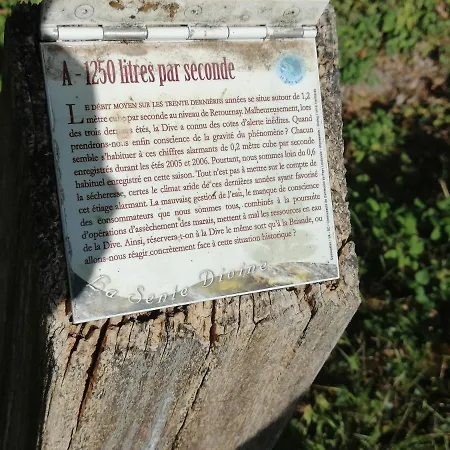 A - 1250 litres par seconde
LE DÉBIT MOYEN SUR LES TRENTE DERNIÈRES années se situe autour de 1,2
mètre cube par seconde au niveau de Retournay. Malheureusement, lors
des trois derniers étés, la Dive a connu des cotes d'alerte inédites. Quand
prendrons-nous enfin conscience de la gravité du phénomène ? Chacun
semble s'habituer à ces chiffres alarmants de 0,2 mètre cube par seconde
enregistrés durant les étés 2005 et 2006. Pourtant, nous sommes loin du 0,6
habituel enregistré en cette saison. Tout n'est pas à mettre sur le compte de
la sécheresse, certes le climat aride de ces dernières années ayant favorisé
cet étiage alarmant. La mauvaise gestion de l'eau, le manque de conscience
des consommateurs que nous sommes tous, combinés à la poursuite
d'opérations d'assèchement des marais, mettent à mal les ressources en eau
de la Dive. Ainsi, réservera-t-on à la Dive le même sort qu'à la Briande, ou
allons-nous réagir concrètement face à cette situation historique ?
La Sente Divine